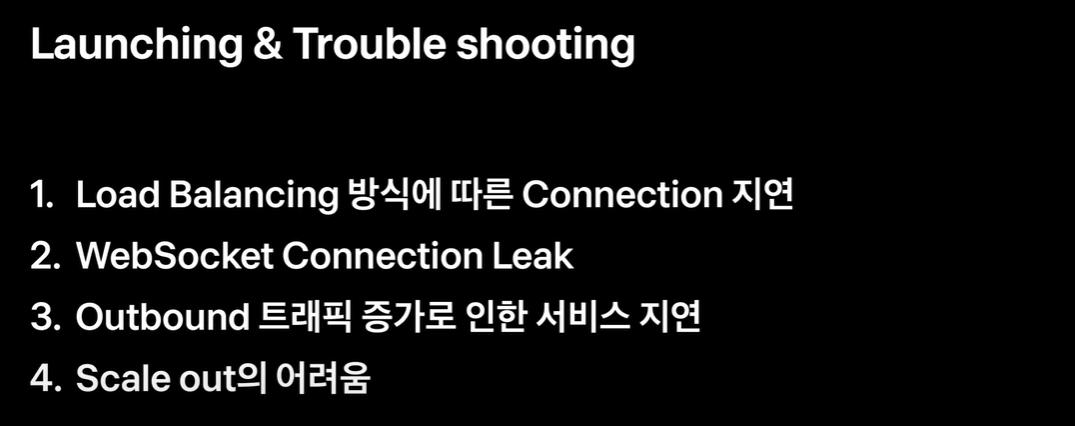 Launching & Trouble shooting
1. Load Balancing 방식에 따른 Connection 지연
2. WebSocket Connection Leak
3. Outbound 트래픽 증가로 인한 서비스 지연
4. Scale out의 어려움